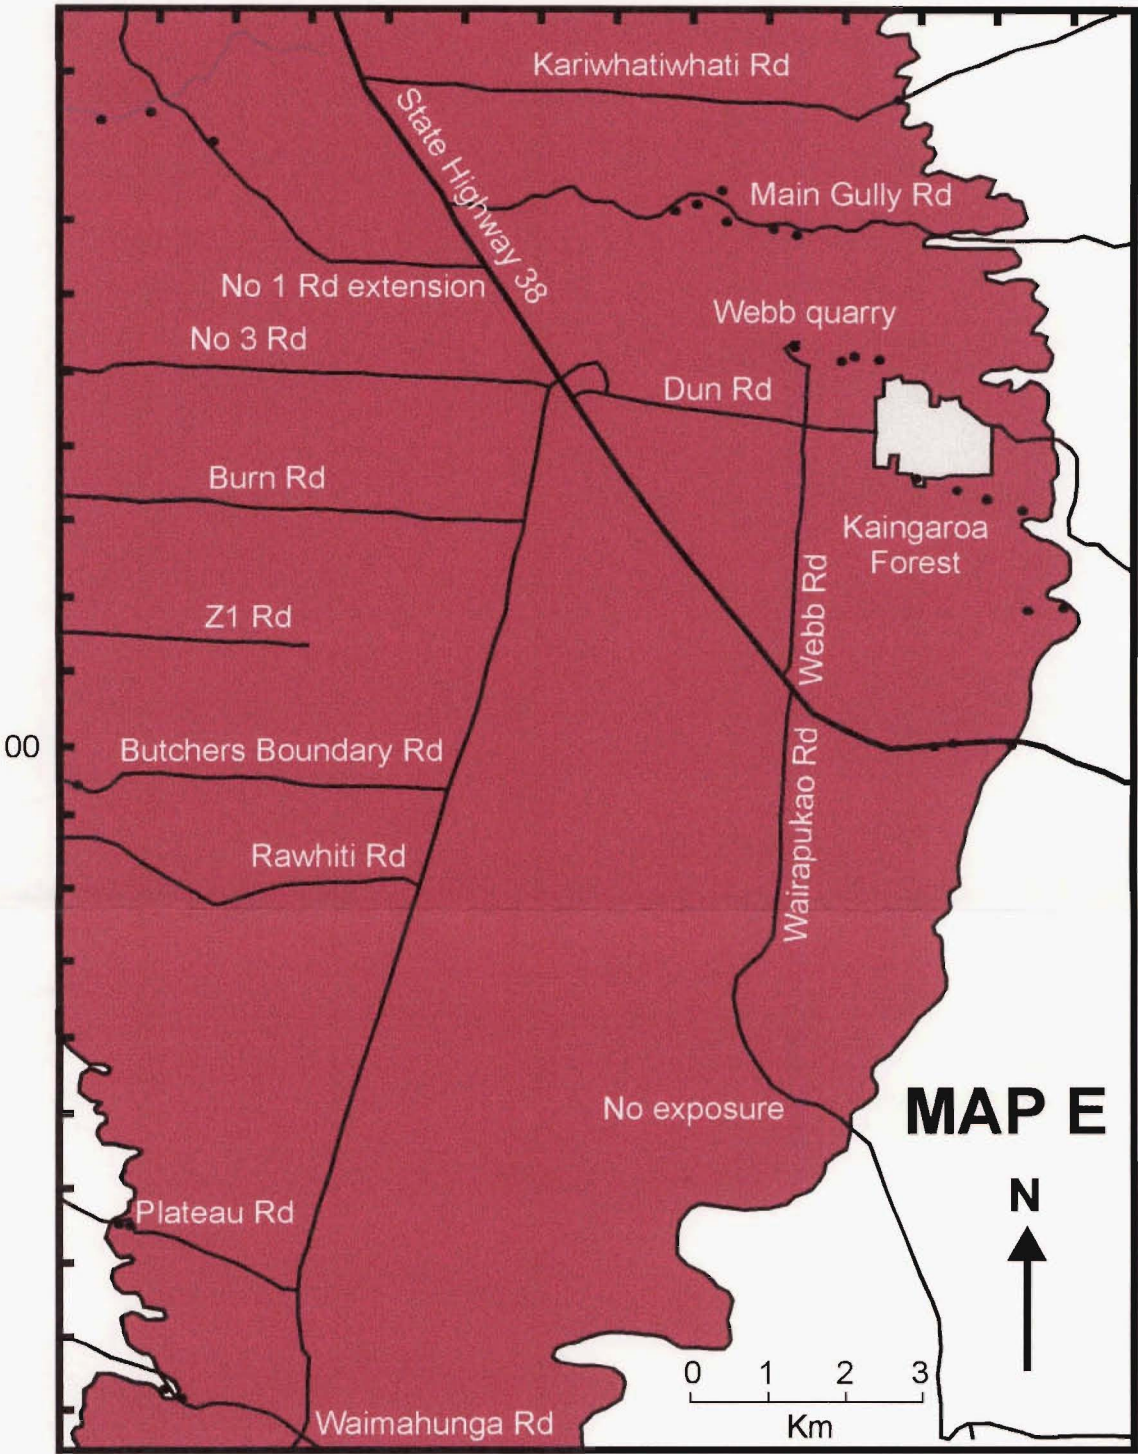 Kariwhatiwhati Rd
State Highway 38
Main Gully Rd
No 1 Rd extension
Webb quarry
No 3 Rd
Dun Rd
Burn Rd
Kaingaroa
Forest
Webb Rd
Z1 Rd
00
Butchers Boundary Rd
Wairapukao Rd
Rawhiti Rd
No exposure
MAP E
N
Plateau Rd
0 1 2 3
Km
Waimahunga Rd